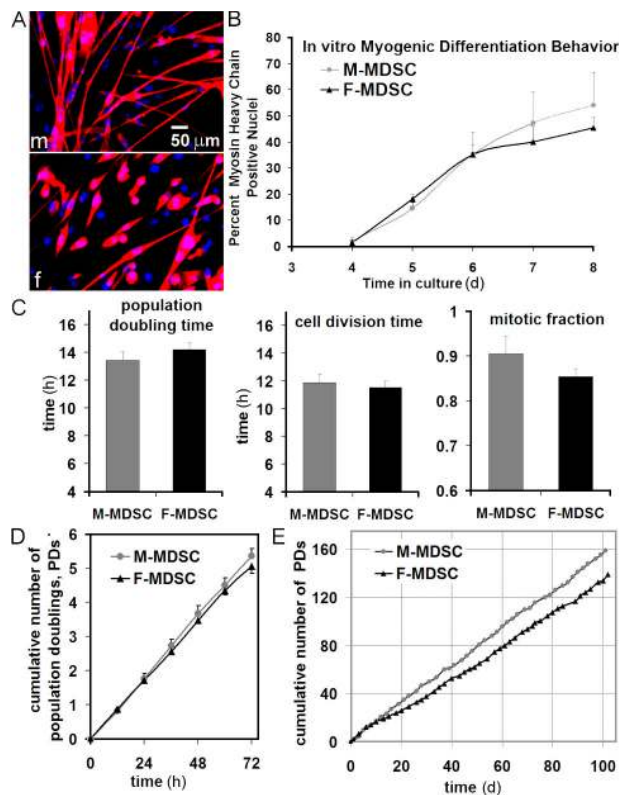 A
m
50 μm
f
B
In vitro Myogenic Differentiation Behavior
M-MDSC
F-MDSC
Percent Myosin Heavy Chain
Positive Nuclei
80
70
60
50
40
30
20
10
0
3 4 5 6 7 8
Time in culture (d)
C
population
doubling time
time (h)
16
14
12
10
8
6
4
M-MDSC F-MDSC
cell division time
time (h)
16
14
12
10
8
6
4
M-MDSC F-MDSC
mitotic fraction
1
0.9
0.8
0.7
0.6
M-MDSC F-MDSC
D
M-MDSC
F-MDSC
cumulative number of
population doublings, PDs
6
5
4
3
2
1
0
0 24 48 72
time (h)
E
M-MDSC
F-MDSC
cumulative number of PDs
160
120
80
40
0
0 20 40 60 80 100
time (d)